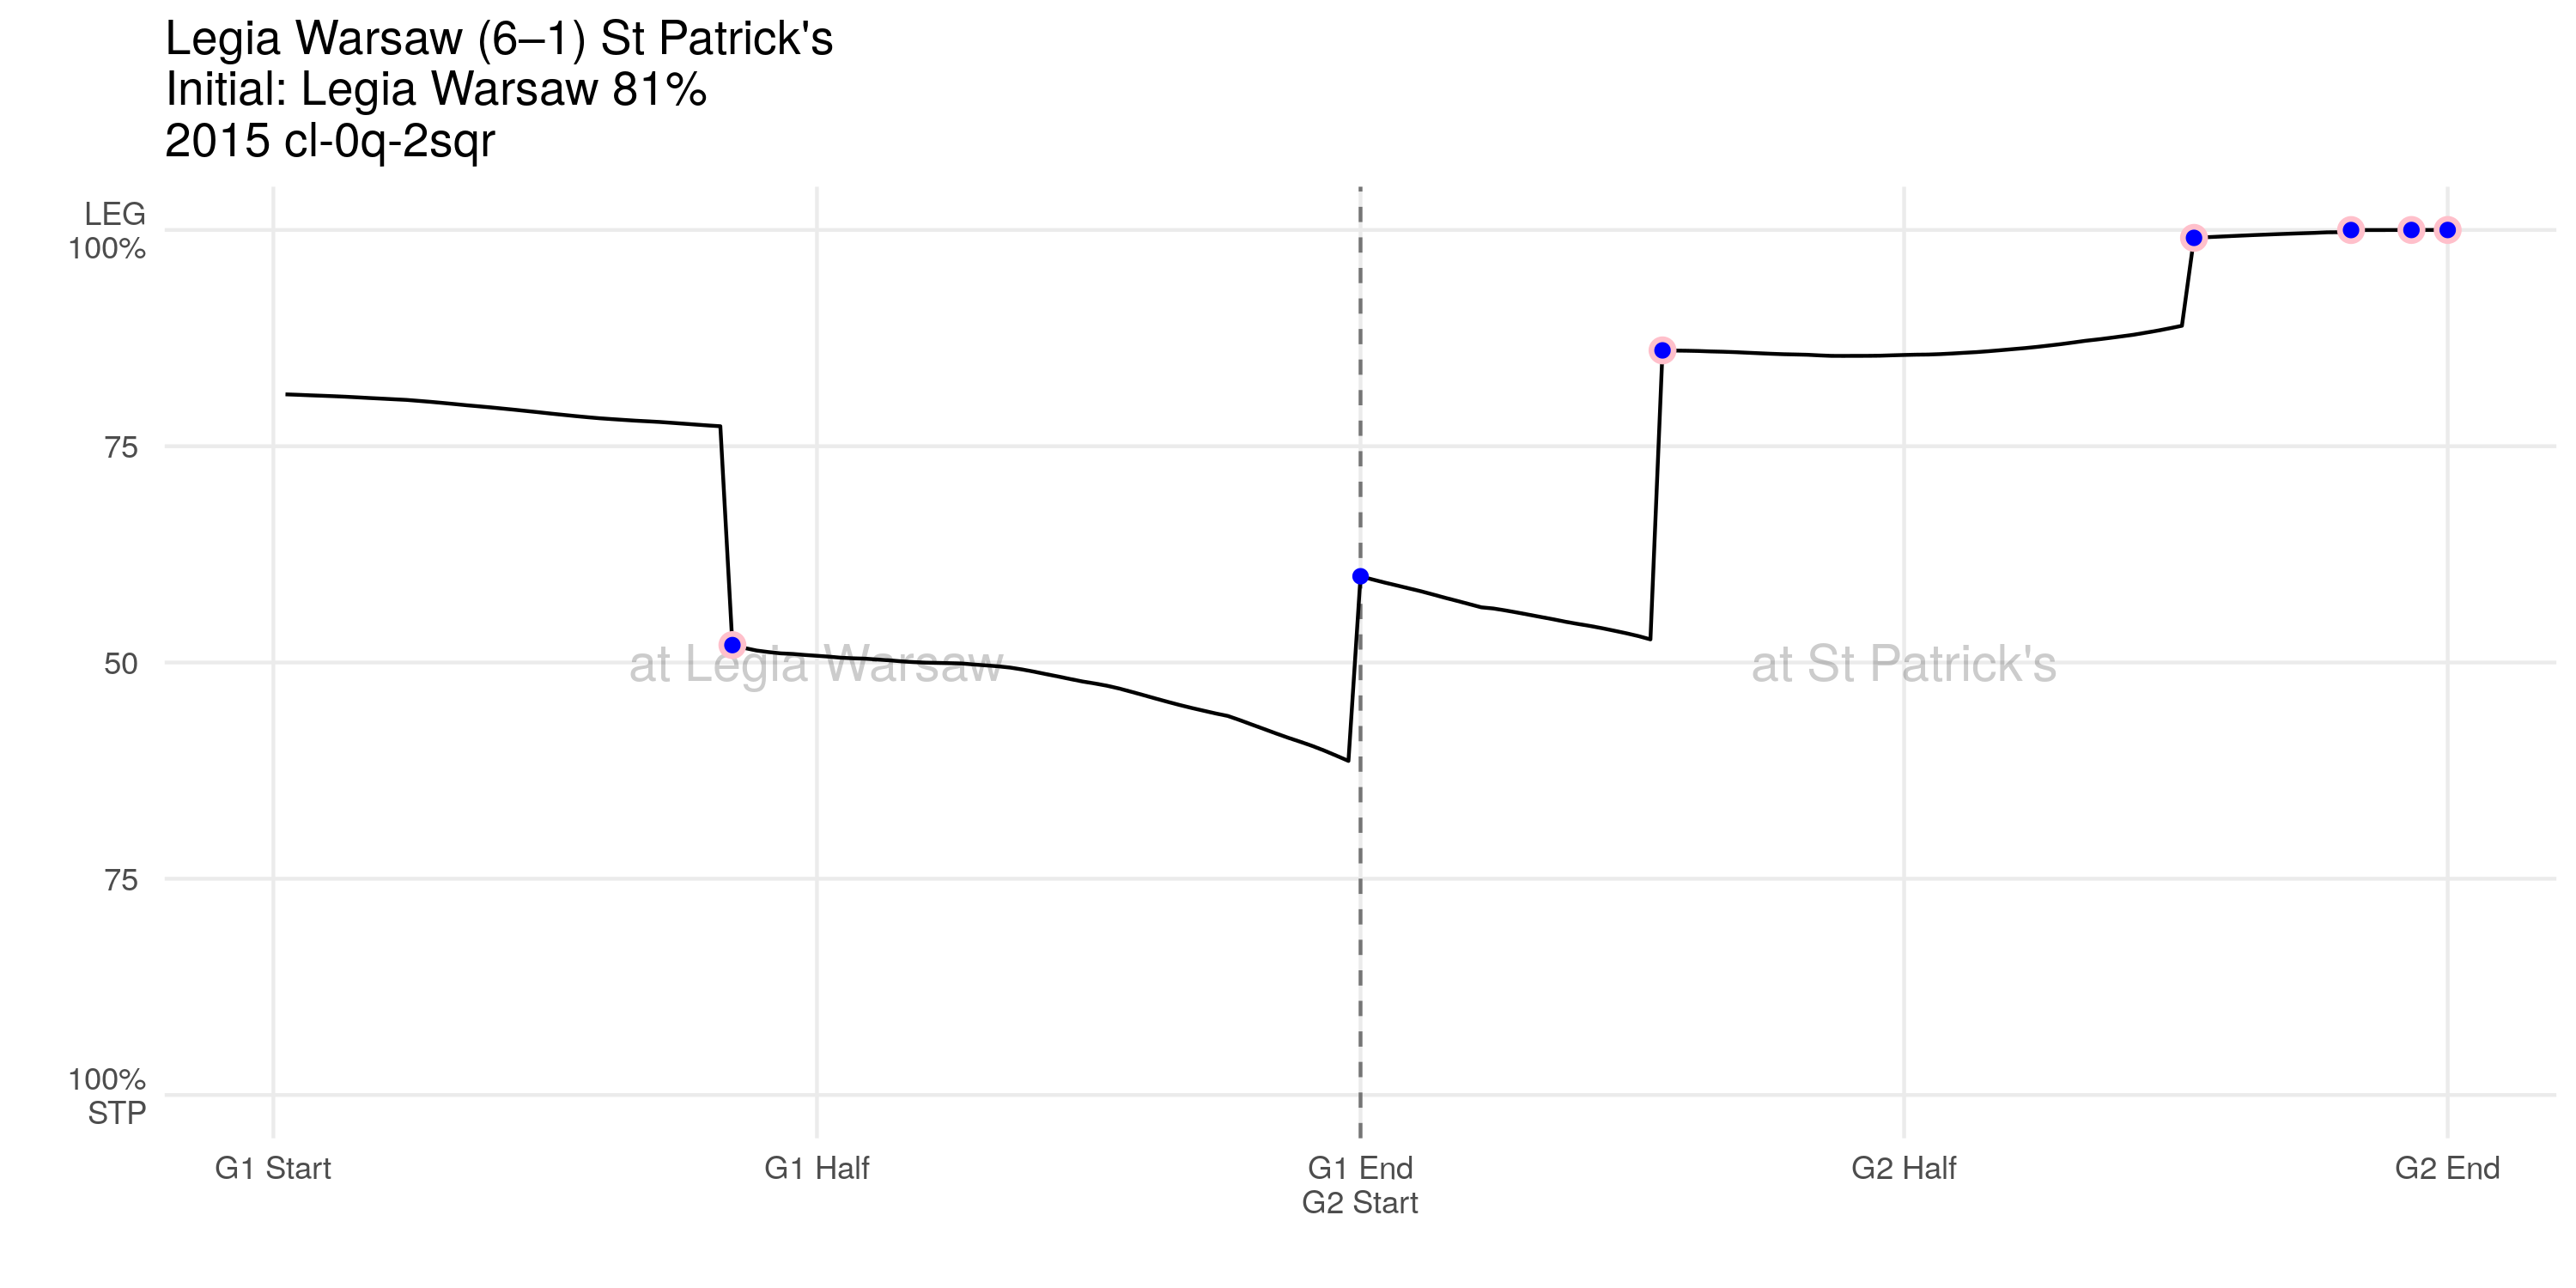 Legia Warsaw (6–1) St Patrick's
Initial: Legia Warsaw 81%
2015 cl-0q-2sqr
LEG
100%
75
50
75
100%
STP
at Legia Warsaw
at St Patrick's
G1 Start
G1 Half
G1 End
G2 Start
G2 Half
G2 End